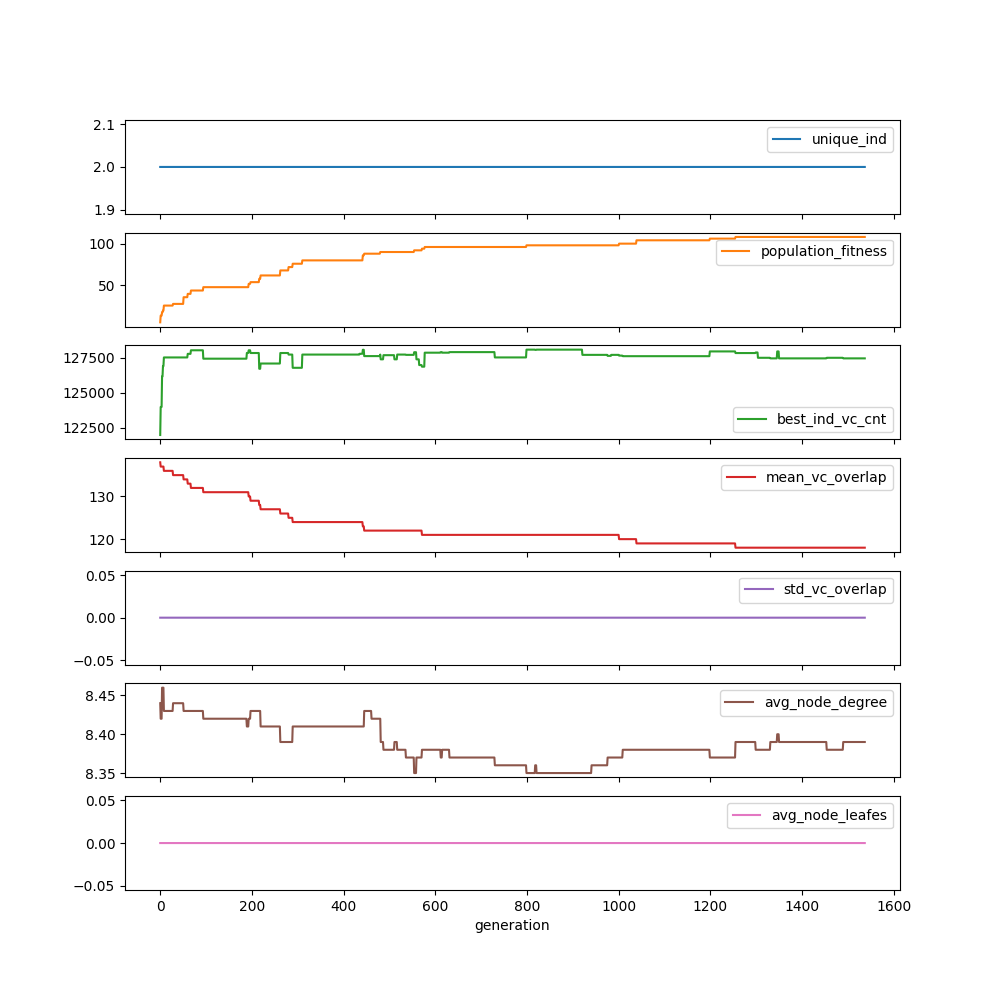 2.1
unique_ind
2.0
1.9
100
population_fitness
50
127500
125000
122500
best_ind_vc_cnt
mean_vc_overlap
130
120
0.05
std_vc_overlap
0.00
−0.05
8.45
avg_node_degree
8.40
8.35
0.05
avg_node_leafes
0.00
−0.05
0 200 400 600 800 1000 1200 1400 1600
generation